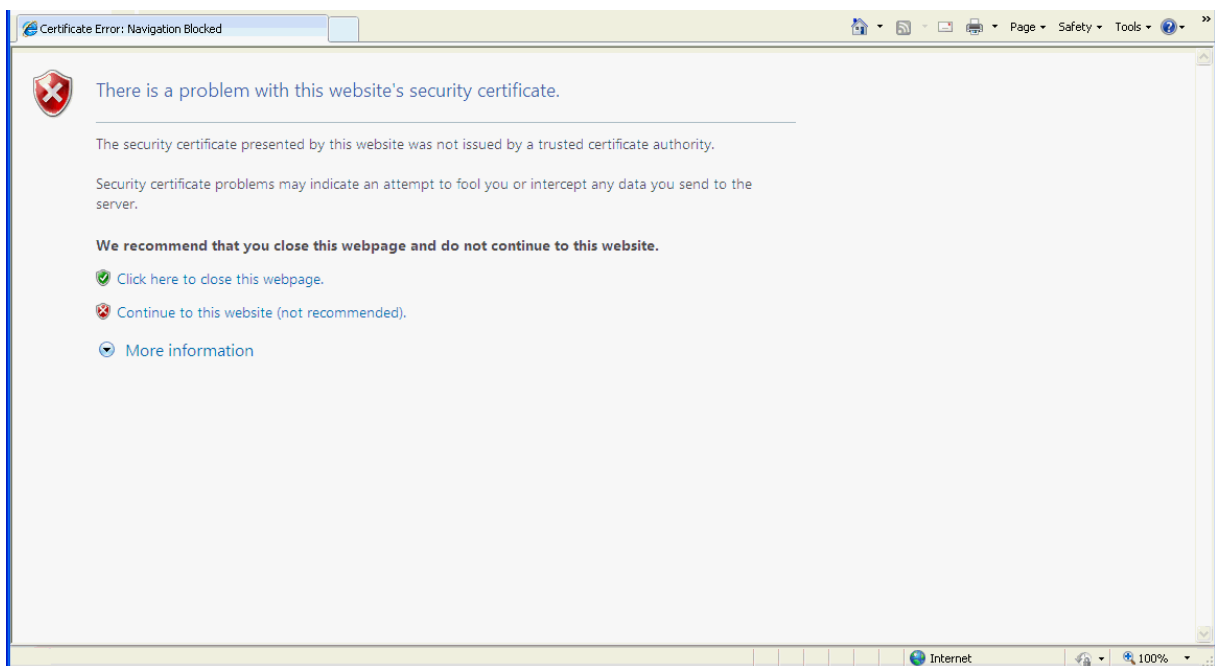 Certificate Error: Navigation Blocked
Page
Safety
Tools
There is a problem with this website's security certificate.
The security certificate presented by this website was not issued by a trusted certificate authority.
Security certificate problems may indicate an attempt to fool you or intercept any data you send to the
server.
We recommend that you close this webpage and do not continue to this website.
Click here to close this webpage.
Continue to this website (not recommended).
More information
Internet
100%